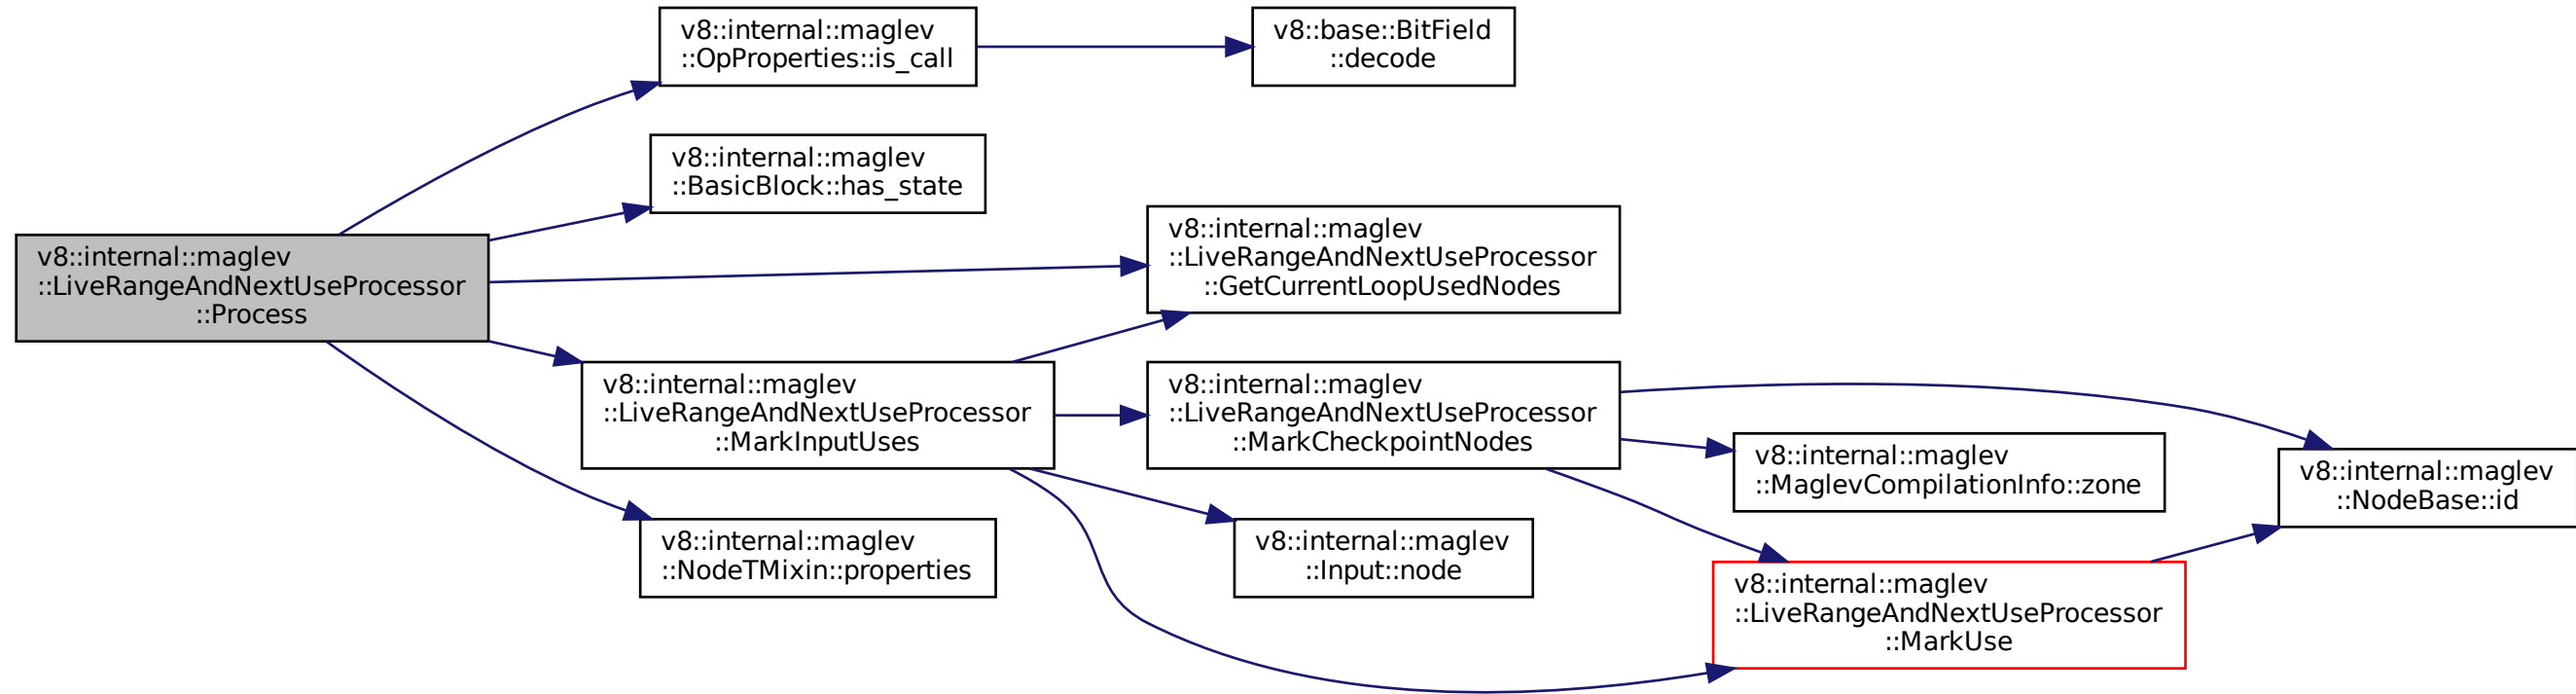 v8::internal::maglev
::OpProperties::is_call
v8::base::BitField
::decode
v8::internal::maglev
::BasicBlock::has_state
v8::internal::maglev
::LiveRangeAndNextUseProcessor
::GetCurrentLoopUsedNodes
v8::internal::maglev
::LiveRangeAndNextUseProcessor
::Process
v8::internal::maglev
::LiveRangeAndNextUseProcessor
::MarkInputUses
v8::internal::maglev
::LiveRangeAndNextUseProcessor
::MarkCheckpointNodes
v8::internal::maglev
::MaglevCompilationInfo::zone
v8::internal::maglev
::NodeBase::id
v8::internal::maglev
::NodeTMixin::properties
v8::internal::maglev
::Input::node
v8::internal::maglev
::LiveRangeAndNextUseProcessor
::MarkUse